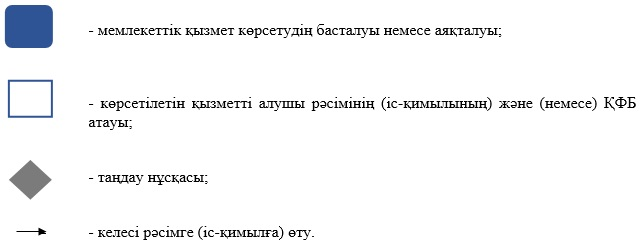 - мемлекеттік қызмет көрсетудің басталуы немесе аяқталуы;
- көрсетілетін қызметті алушы рәсімінің (іс-қимылының) және (немесе) ҚФБ
атауы;
- таңдау нұсқасы;
- келесі рәсімге (іс-қимылға) өту.